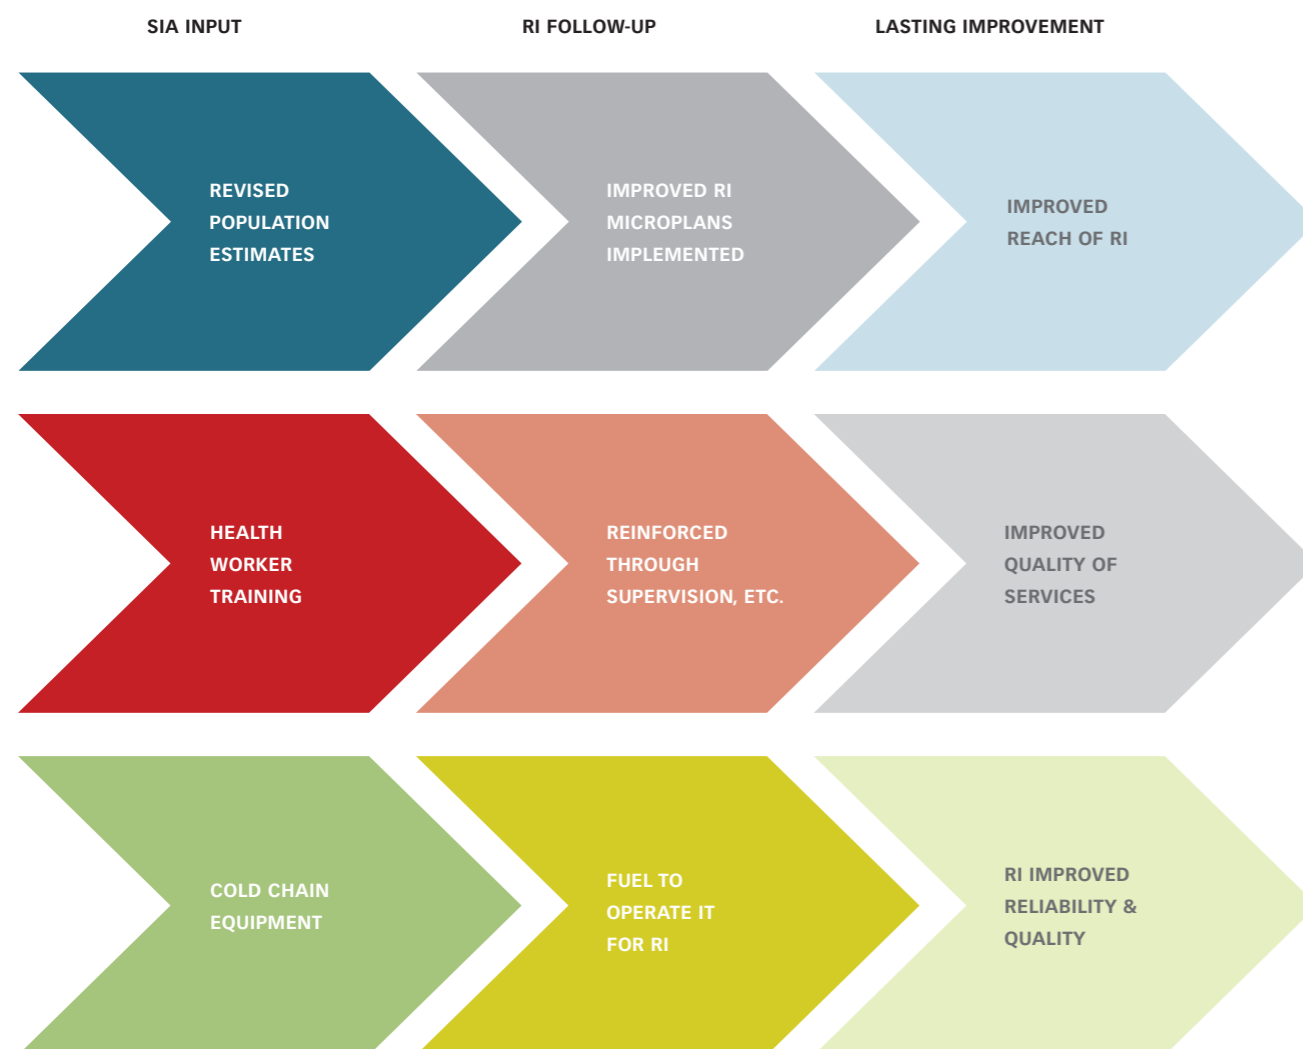 SIA INPUT
RI FOLLOW-UP
LASTING IMPROVEMENT
REVISED
POPULATION
ESTIMATES
IMPROVED RI
MICROPLANS
IMPLEMENTED
IMPROVED
REACH OF RI
HEALTH
WORKER
TRAINING
REINFORCED
THROUGH
SUPERVISION, ETC.
IMPROVED
QUALITY OF
SERVICES
COLD CHAIN
EQUIPMENT
FUEL TO
OPERATE IT
FOR RI
RI IMPROVED
RELIABILITY &
QUALITY